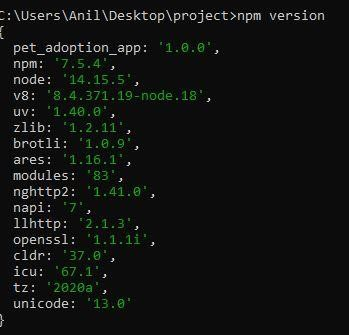 C:\Users\Anil\Desktop\project>npm version
{
  pet_adoption_app: '1.0.0',
  npm: '7.5.4',
  node: '14.15.5',
  v8: '8.4.371.19-node.18',
  uv: '1.40.0',
  zlib: '1.2.11',
  brotli: '1.0.9',
  ares: '1.16.1',
  modules: '83',
  nghttp2: '1.41.0',
  napi: '7',
  llhttp: '2.1.3',
  openssl: '1.1.1i',
  cldr: '37.0',
  icu: '67.1',
  tz: '2020a',
  unicode: '13.0'
}